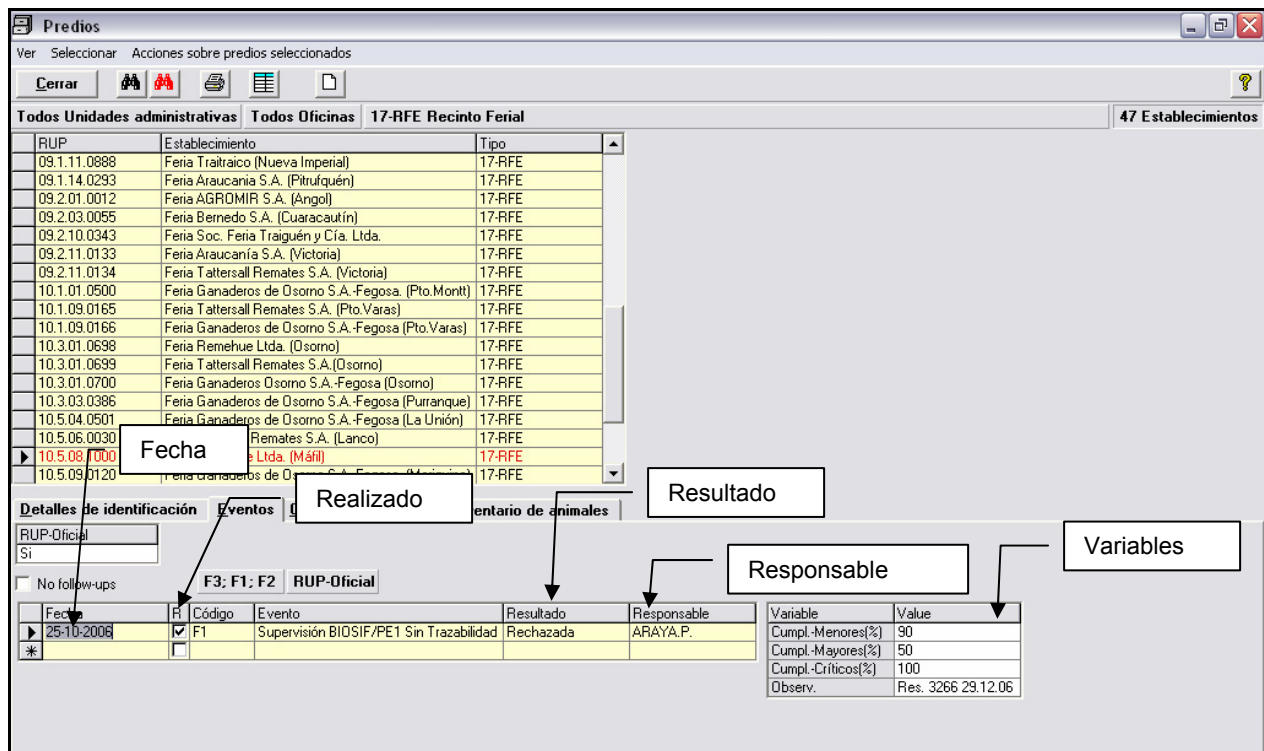 Predios
Ver Seleccionar Acciones sobre predios seleccionados
Cerrar
Todos Unidades administrativas Todos Oficinas 17-RFE Recinto Ferial 47 Establecimientos
RUP Establecimiento Tipo
09.1.11.0888 Feria Traitraico (Nueva Imperial) 17-RFE
09.1.14.0293 Feria Araucania S.A. (Pitrufquén) 17-RFE
09.2.01.0012 Feria AGROMIR S.A. (Angol) 17-RFE
09.2.03.0055 Feria Bernedo S.A. (Cuaracautín) 17-RFE
09.2.10.0343 Feria Soc. Feria Traiguén y Cía. Ltda. 17-RFE
09.2.11.0133 Feria Araucanía S.A. (Victoria) 17-RFE
09.2.11.0134 Feria Tattersall Remates S.A. (Victoria) 17-RFE
10.1.01.0500 Feria Ganaderos de Osorno S.A.-Fegosa. (Pto.Montt) 17-RFE
10.1.09.0165 Feria Tattersall Remates S.A. (Pto.Varas) 17-RFE
10.1.09.0166 Feria Ganaderos de Osorno S.A.-Fegosa (Pto.Varas) 17-RFE
10.3.01.0698 Feria Remehue Ltda. (Osorno) 17-RFE
10.3.01.0699 Feria Tattersall Remates S.A.(Osorno) 17-RFE
10.3.01.0700 Feria Ganaderos Osorno S.A.-Fegosa (Osorno) 17-RFE
10.3.03.0386 Feria Ganaderos de Osorno S.A.-Fegosa (Purranque) 17-RFE
10.5.04.0501 Feria Ganaderos de Osorno S.A.-Fegosa (La Unión) 17-RFE
10.5.06.0030 Remates S.A. (Lanco) 17-RFE
10.5.08.1000 Ltda. (Máfil) 17-RFE
10.5.09.0120 Feria Ganaderos de 17-RFE
Fecha
Realizado
Resultado
Responsable
Variables
Detalles de identificación Eventos entario de animales
RUP-Oficial
Si
No follow-ups F3; F1; F2 RUP-Oficial
Fecha R Código Evento Resultado Responsable Variable Value
25-10-2006 F1 Supervisión BIOSIF/PE1 Sin Trazabilidad Rechazada ARAYA.P. Cumpl.-Menores(%) 90
Cumpl.-Mayores(%) 50
Cumpl.-Críticos(%) 100
Observ. Res. 3266 29.12.06